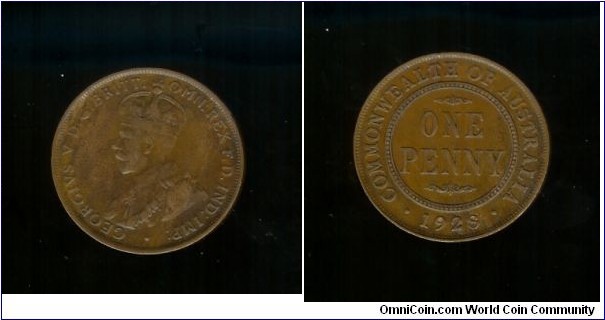 GEORGIVS V D.G. BRITT: OMN: REX F.D. IND: IMP:
COMMONWEALTH OF AUSTRALIA
ONE
PENNY
· 1928 ·
OmniCoin.com World Coin Community